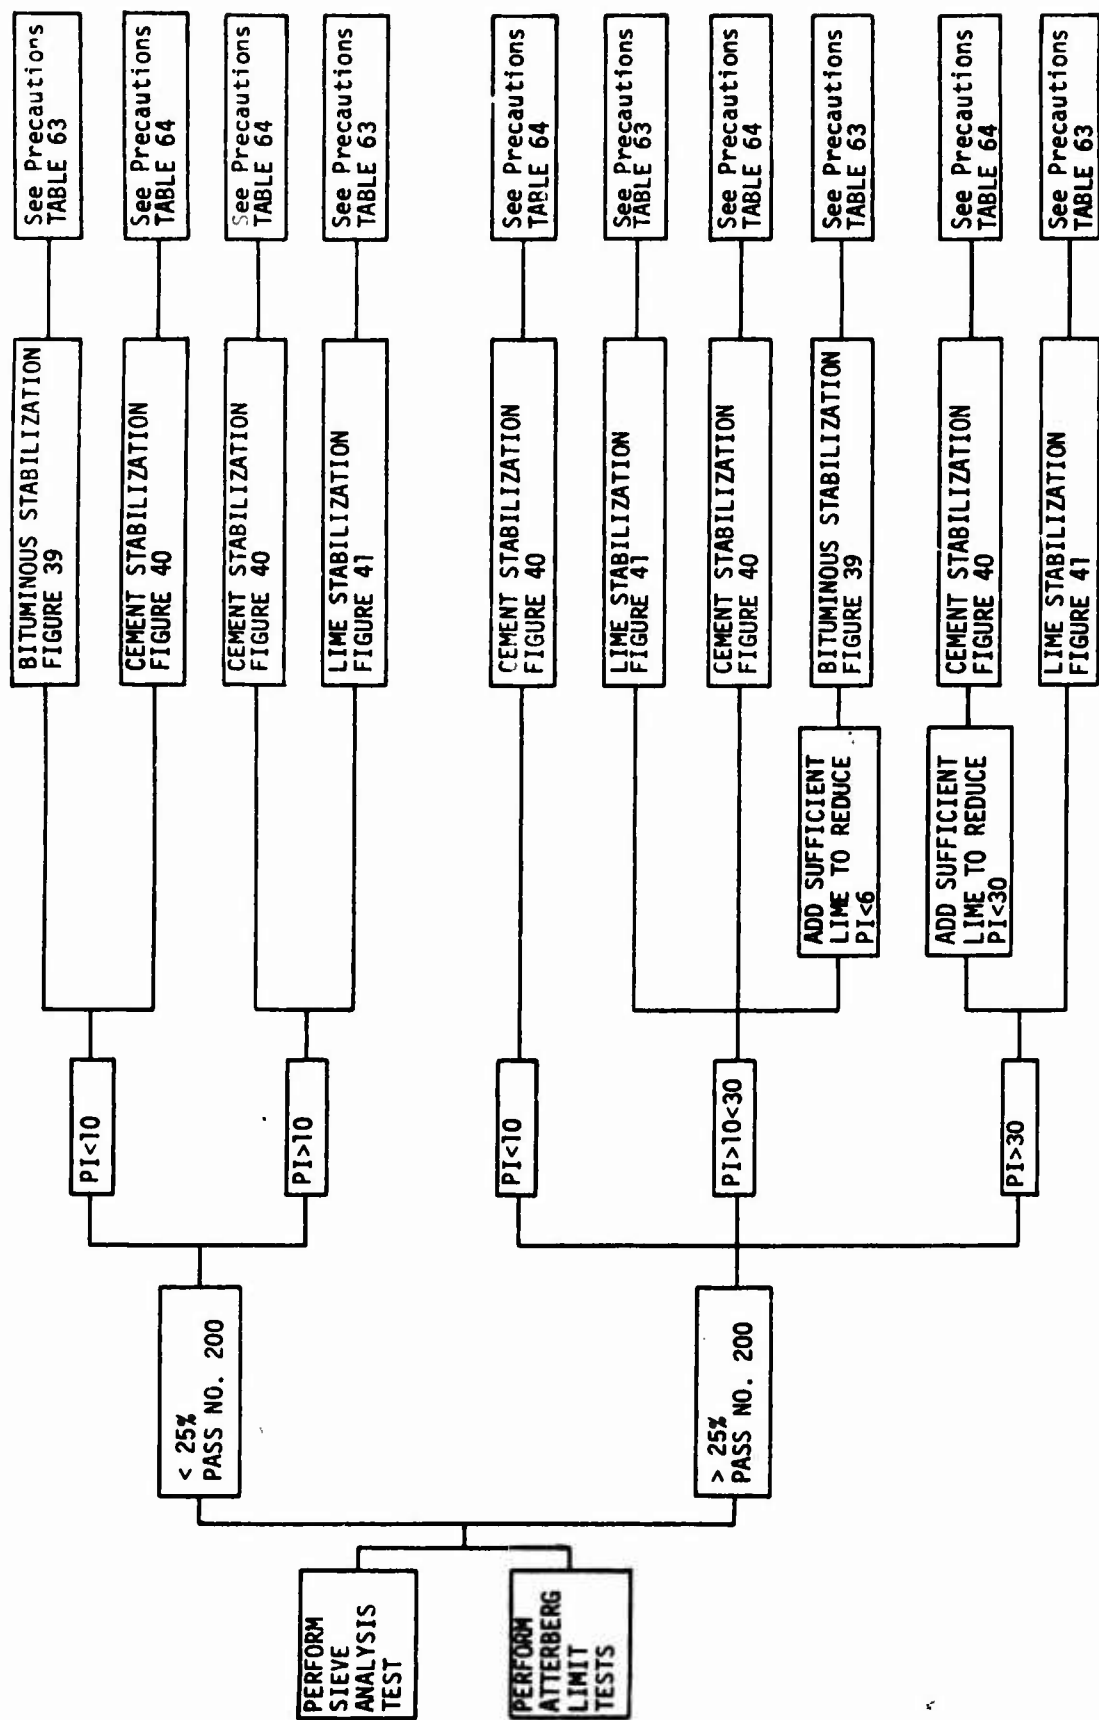 PERFORM
SIEVE
ANALYSIS
TEST
PERFORM
ATTERBERG
LIMIT
TESTS
< 25%
PASS NO. 200
> 25%
PASS NO. 200
PI<10
PI>10
PI<10
PI>10<30
PI>30
ADD SUFFICIENT
LIME TO REDUCE
PI<6
ADD SUFFICIENT
LIME TO REDUCE
PI<30
BITUMINOUS STABILIZATION
FIGURE 39
CEMENT STABILIZATION
FIGURE 40
CEMENT STABILIZATION
FIGURE 40
LIME STABILIZATION
FIGURE 41
CEMENT STABILIZATION
FIGURE 40
LIME STABILIZATION
FIGURE 41
CEMENT STABILIZATION
FIGURE 40
BITUMINOUS STABILIZATION
FIGURE 39
CEMENT STABILIZATION
FIGURE 40
LIME STABILIZATION
FIGURE 41
See Precautions
TABLE 63
See Precautions
TABLE 64
See Precautions
TABLE 64
See Precautions
TABLE 63
See Precautions
TABLE 64
See Precautions
TABLE 63
See Precautions
TABLE 64
See Precautions
TABLE 63
See Precautions
TABLE 64
See Precautions
TABLE 63